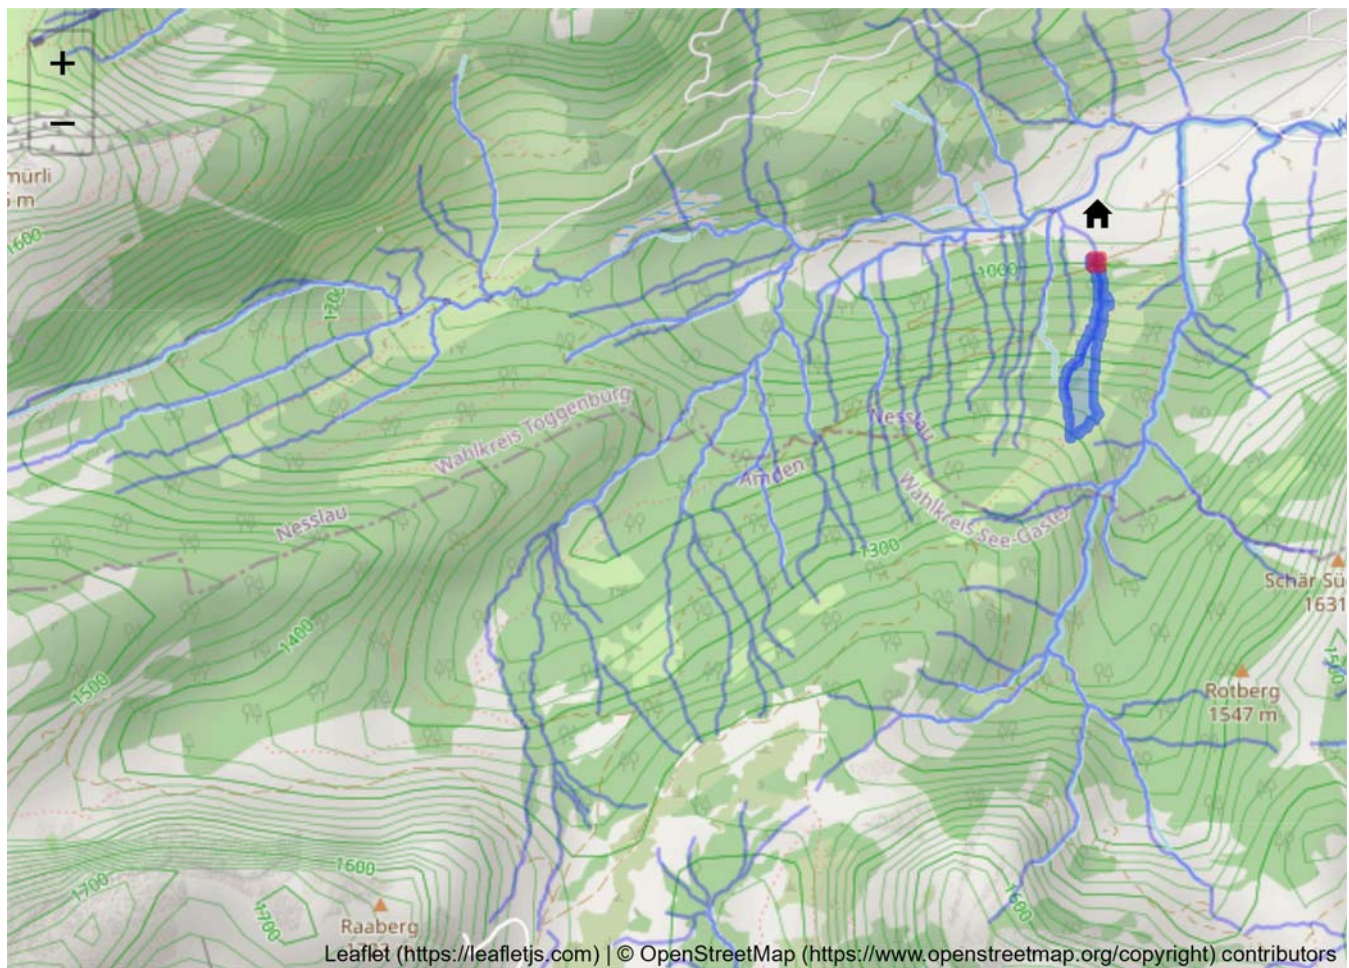 +
−
mürli
1600
1000
Wahlkreis Toggenburg
Nesslau
Amden
Wahlkreis See-Gaster
Nesslau
1300
1400
1500
Schär Sü
1631
Rotberg
1547 m
1500
1600
1700
1700
1600
Raaberg
Leaflet (https://leafletjs.com) | © OpenStreetMap (https://www.openstreetmap.org/copyright) contributors